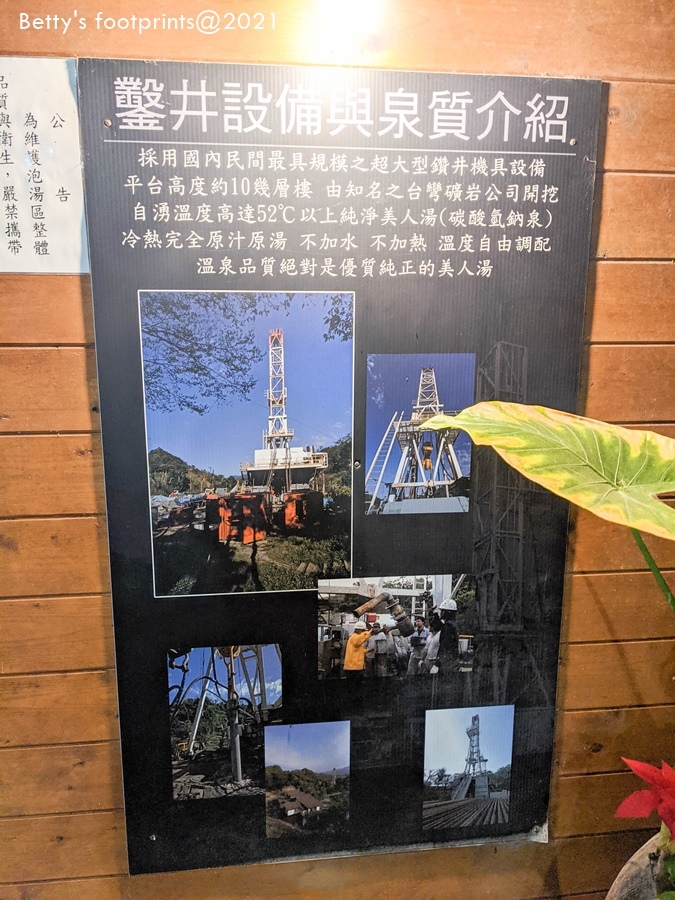 Betty's footprints@2021
鑿井設備與泉質介紹
採用國內民間最具規模之超大型鑽井機具設備
平台高度約10幾層樓 由知名之台灣礦岩公司開挖
自湧溫度高達52℃以上純淨美人湯(碳酸氫鈉泉)
冷熱完全原汁原湯 不加水 不加熱 溫度自由調配
溫泉品質絕對是優質純正的美人湯
公告
為維護泡湯區整體
品質與衛生，嚴禁攜帶